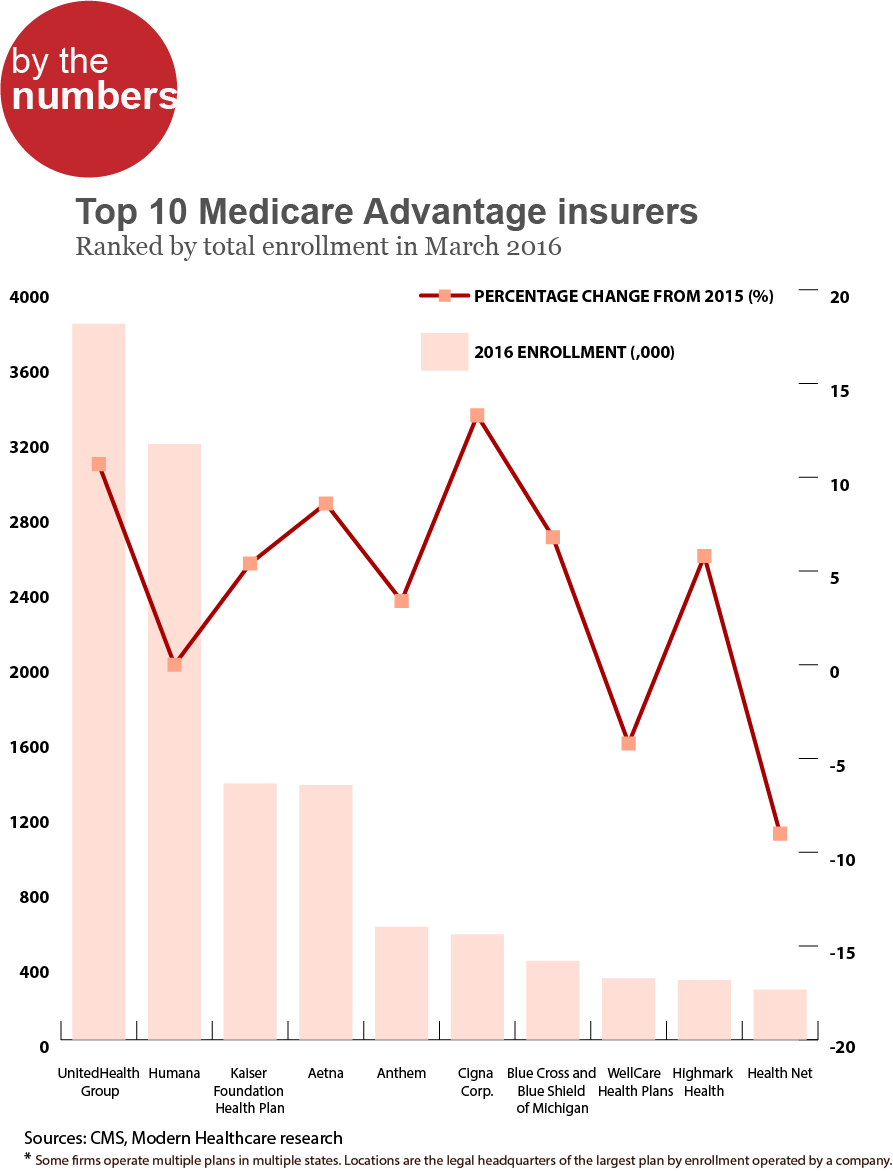 by the
numbers
Top 10 Medicare Advantage insurers
Ranked by total enrollment in March 2016
4000
3600
3200
2800
2400
2000
1600
1200
800
400
0
PERCENTAGE CHANGE FROM 2015 (%)
2016 ENROLLMENT (,000)
20
15
10
5
0
-5
-10
-15
-20
UnitedHealth
Group
Humana
Kaiser
Foundation
Health Plan
Aetna
Anthem
Cigna
Corp.
Blue Cross and
Blue Shield
of Michigan
WellCare
Health Plans
Highmark
Health
Health Net
Sources: CMS, Modern Healthcare research
* Some firms operate multiple plans in multiple states. Locations are the legal headquarters of the largest plan by enrollment operated by a company.